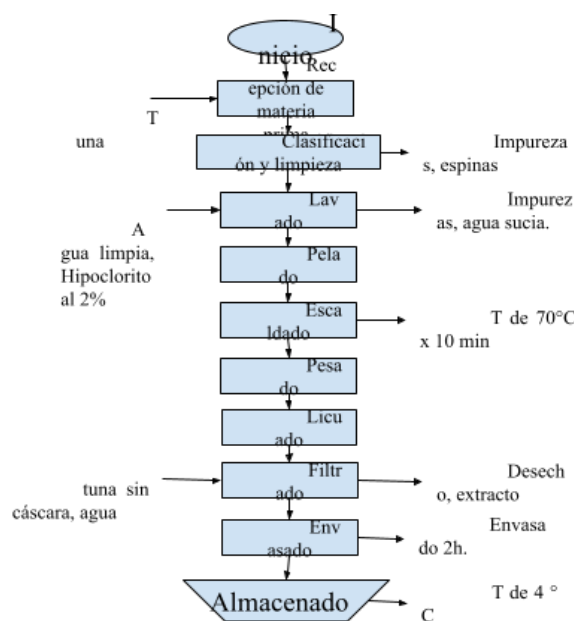 I
nicio
Rec
epción de
materia
prima
T
una
Clasificaci
ón y limpieza
Impureza
s, espinas
Lav
ado
Impurez
as, agua sucia.
A
gua limpia,
Hipoclorito
al 2%
Pela
do
Esca
ldado
T de 70°C
x 10 min
Pesa
do
Licu
ado
Filtr
ado
tuna sin
cáscara, agua
Desech
o, extracto
Env
asado
Envasa
do 2h.
Almacenado
T de 4 °
C